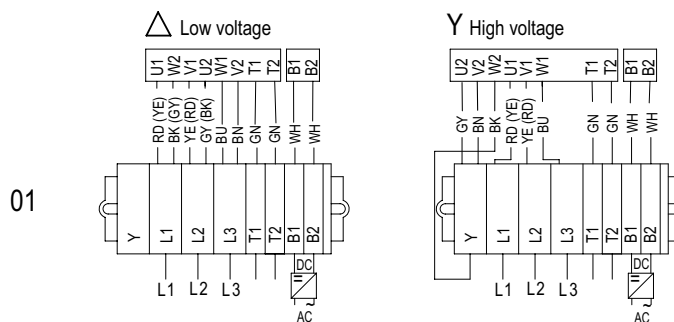 △ Low voltage
U1 W2 V1 U2 W1 V2 T1 T2 B1 B2
RD (YE) BK (GY) YE (RD) GY (BK) BU BN GN GN WH WH
Y L1 L2 L3 T1 T2 B1 B2
L1 L2 L3
DC
AC
Y High voltage
U2 V2 W2 U1 V1 W1 T1 T2 B1 B2
GY BN BK RD (YE) YE (RD) BU GN GN WH WH
Y L1 L2 L3 T1 T2 B1 B2
L1 L2 L3
DC
AC
01